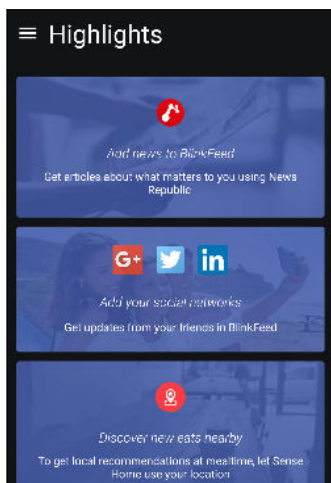 Highlights
Add news to BlinkFeed
Get articles about what matters to you using News
Republic
G+
in
Add your social networks
Get updates from your friends in BlinkFeed
Discover new eats nearby
To get local recommendations at mealtime, let Sense
Home use your location